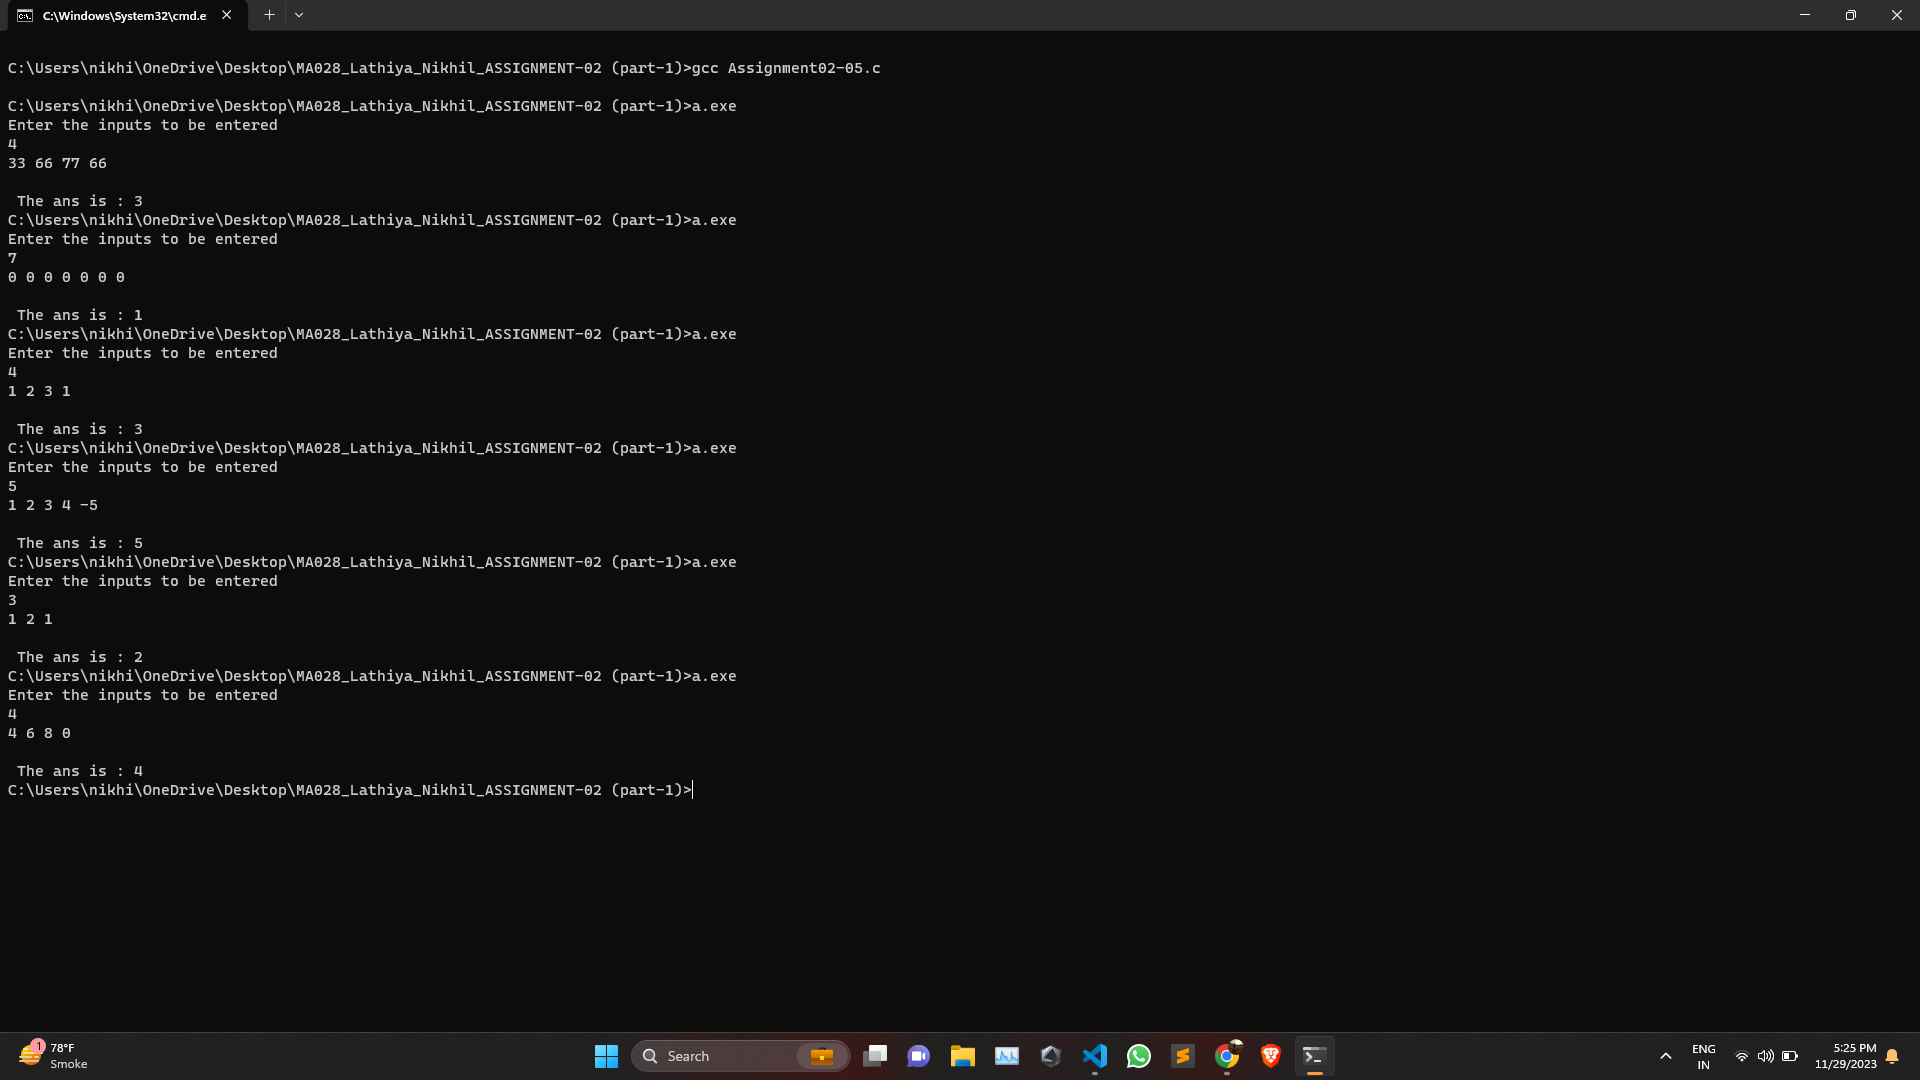 C:\Windows\System32\cmd.e
C:\Users\nikhi\OneDrive\Desktop\MA028_Lathiya_Nikhil_ASSIGNMENT-02 (part-1)>gcc Assignment02-05.c
C:\Users\nikhi\OneDrive\Desktop\MA028_Lathiya_Nikhil_ASSIGNMENT-02 (part-1)>a.exe
Enter the inputs to be entered
4
33 66 77 66
The ans is : 3
C:\Users\nikhi\OneDrive\Desktop\MA028_Lathiya_Nikhil_ASSIGNMENT-02 (part-1)>a.exe
Enter the inputs to be entered
7
0 0 0 0 0 0 0
The ans is : 1
C:\Users\nikhi\OneDrive\Desktop\MA028_Lathiya_Nikhil_ASSIGNMENT-02 (part-1)>a.exe
Enter the inputs to be entered
4
1 2 3 1
The ans is : 3
C:\Users\nikhi\OneDrive\Desktop\MA028_Lathiya_Nikhil_ASSIGNMENT-02 (part-1)>a.exe
Enter the inputs to be entered
5
1 2 3 4 -5
The ans is : 5
C:\Users\nikhi\OneDrive\Desktop\MA028_Lathiya_Nikhil_ASSIGNMENT-02 (part-1)>a.exe
Enter the inputs to be entered
3
1 2 1
The ans is : 2
C:\Users\nikhi\OneDrive\Desktop\MA028_Lathiya_Nikhil_ASSIGNMENT-02 (part-1)>a.exe
Enter the inputs to be entered
4
4 6 8 0
The ans is : 4
C:\Users\nikhi\OneDrive\Desktop\MA028_Lathiya_Nikhil_ASSIGNMENT-02 (part-1)>
1
78°F
Smoke
Search
ENG
IN
5:25 PM
11/29/2023